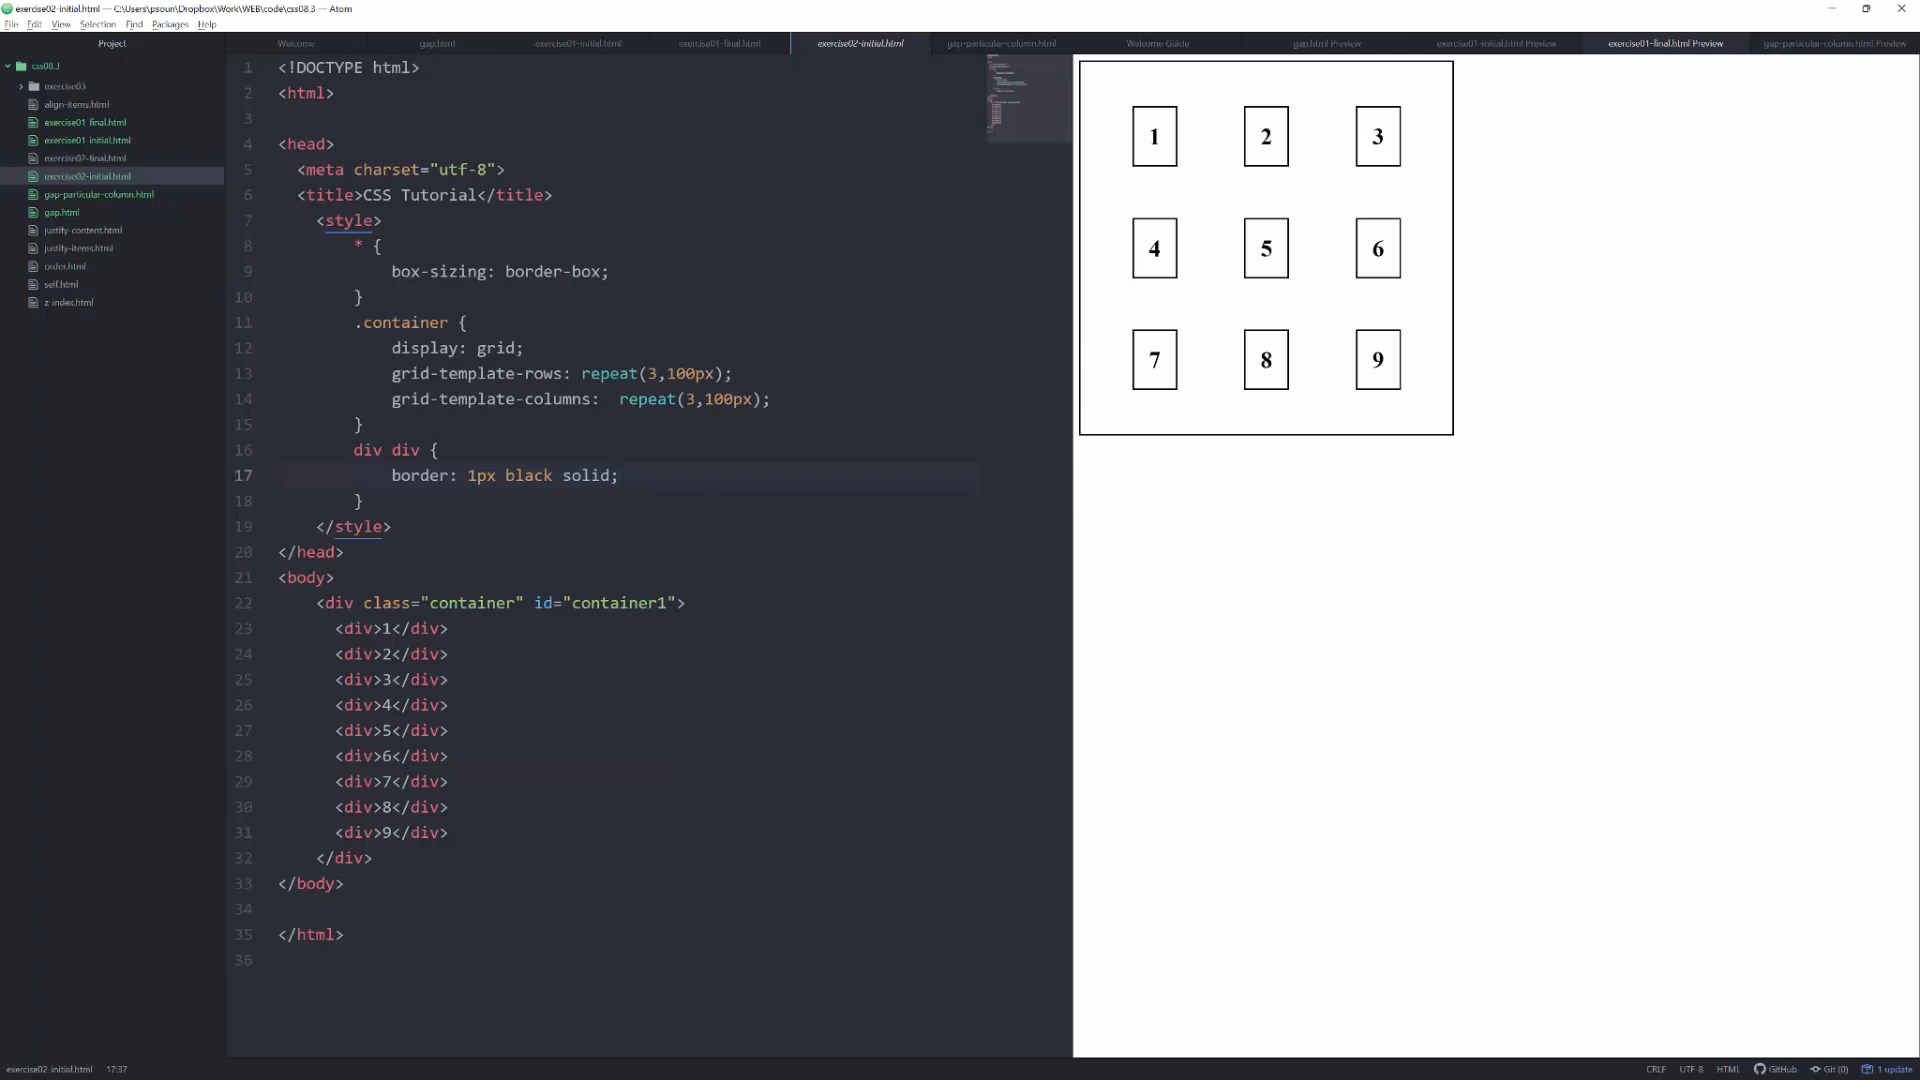 exercise02-initial.html — C:\Users\psoun\Dropbox\Work\WEB\code\css08.3 — Atom
File Edit View Selection Find Packages Help
Project
Welcome gap.html exercise01-initial.html exercise01-final.html exercise02-initial.html gap-particular-column.html Welcome Guide gap.html Preview exercise01-initial.html Preview exercise01-final.html Preview gap-particular-column.html Preview
css08.3
exercise03
align-items.html
exercise01-final.html
exercise01-initial.html
exercise02-final.html
exercise02-initial.html
gap-particular-column.html
gap.html
justify-content.html
justify-items.html
order.html
self.html
z-index.html
1 <!DOCTYPE html>
2 <html>
3
4 <head>
5 <meta charset="utf-8">
6 <title>CSS Tutorial</title>
7 <style>
8 * {
9 box-sizing: border-box;
10 }
11 .container {
12 display: grid;
13 grid-template-rows: repeat(3,100px);
14 grid-template-columns:  repeat(3,100px);
15 }
16 div div {
17 border: 1px black solid;
18 }
19 </style>
20 </head>
21 <body>
22 <div class="container" id="container1">
23 <div>1</div>
24 <div>2</div>
25 <div>3</div>
26 <div>4</div>
27 <div>5</div>
28 <div>6</div>
29 <div>7</div>
30 <div>8</div>
31 <div>9</div>
32 </div>
33 </body>
34
35 </html>
36
1 2 3
4 5 6
7 8 9
exercise02-initial.html 17:37
CRLF UTF-8 HTML GitHub Git (0) 1 update